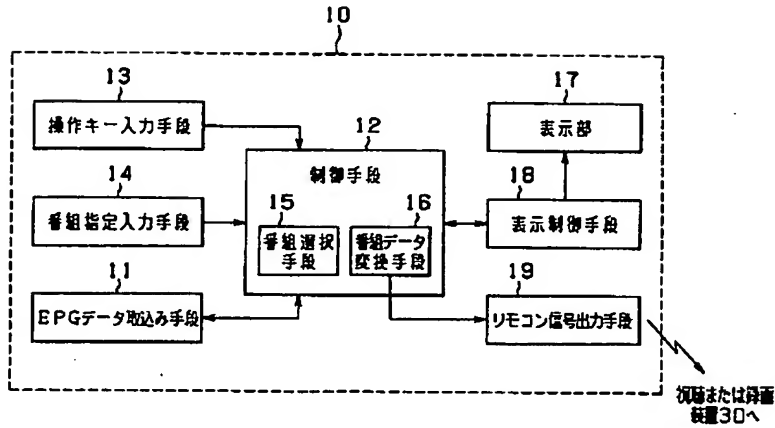 10
13
操作キー入力手段
14
番組指定入力手段
11
EPGデータ取込み手段
12
制御手段
15
番組選択
手段
16
番組データ
変換手段
17
表示部
18
表示制御手段
19
リモコン信号出力手段
視聴または録画
装置30へ